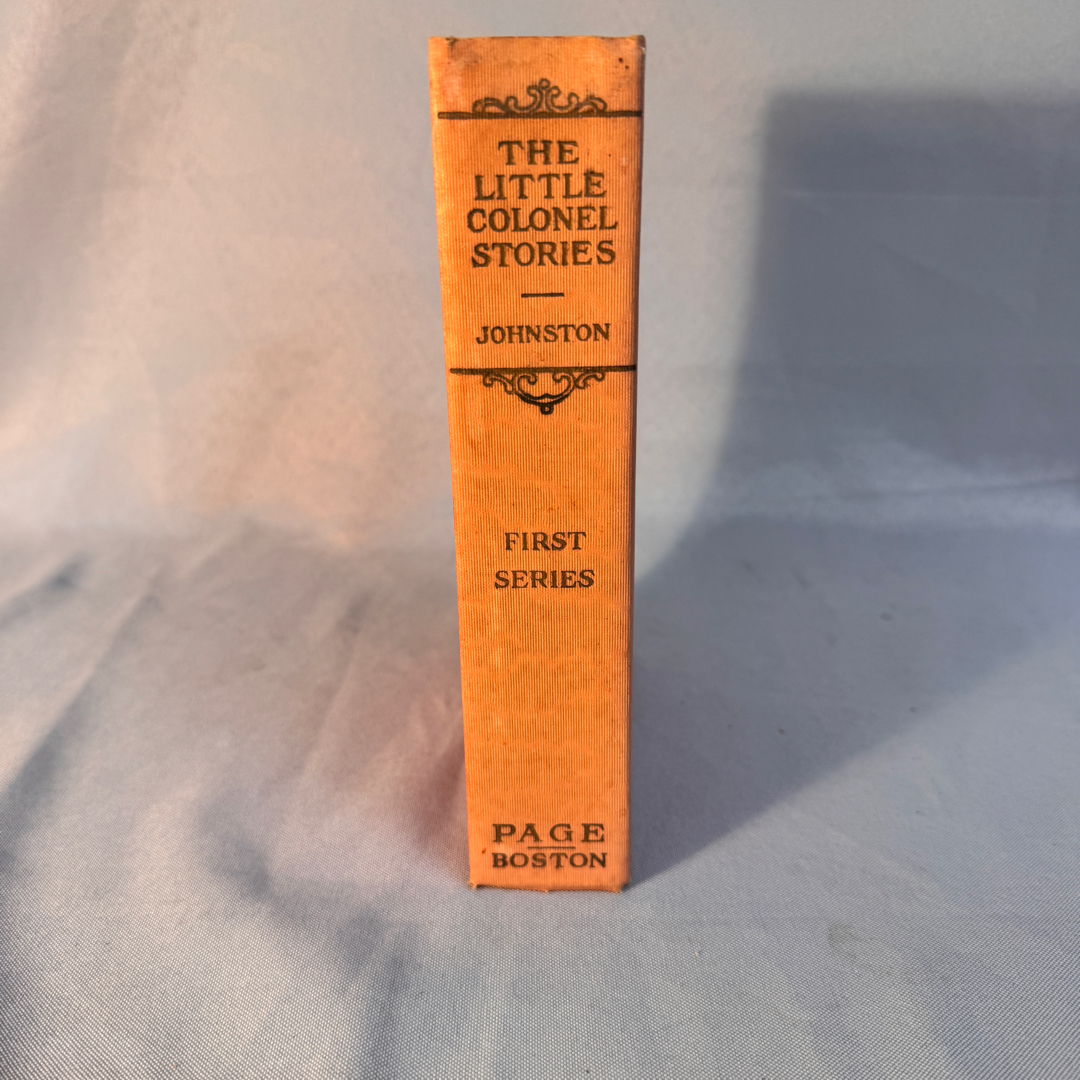 THE
LITTLE
COLONEL
STORIES
JOHNSTON
FIRST
SERIES
PAGE
BOSTON